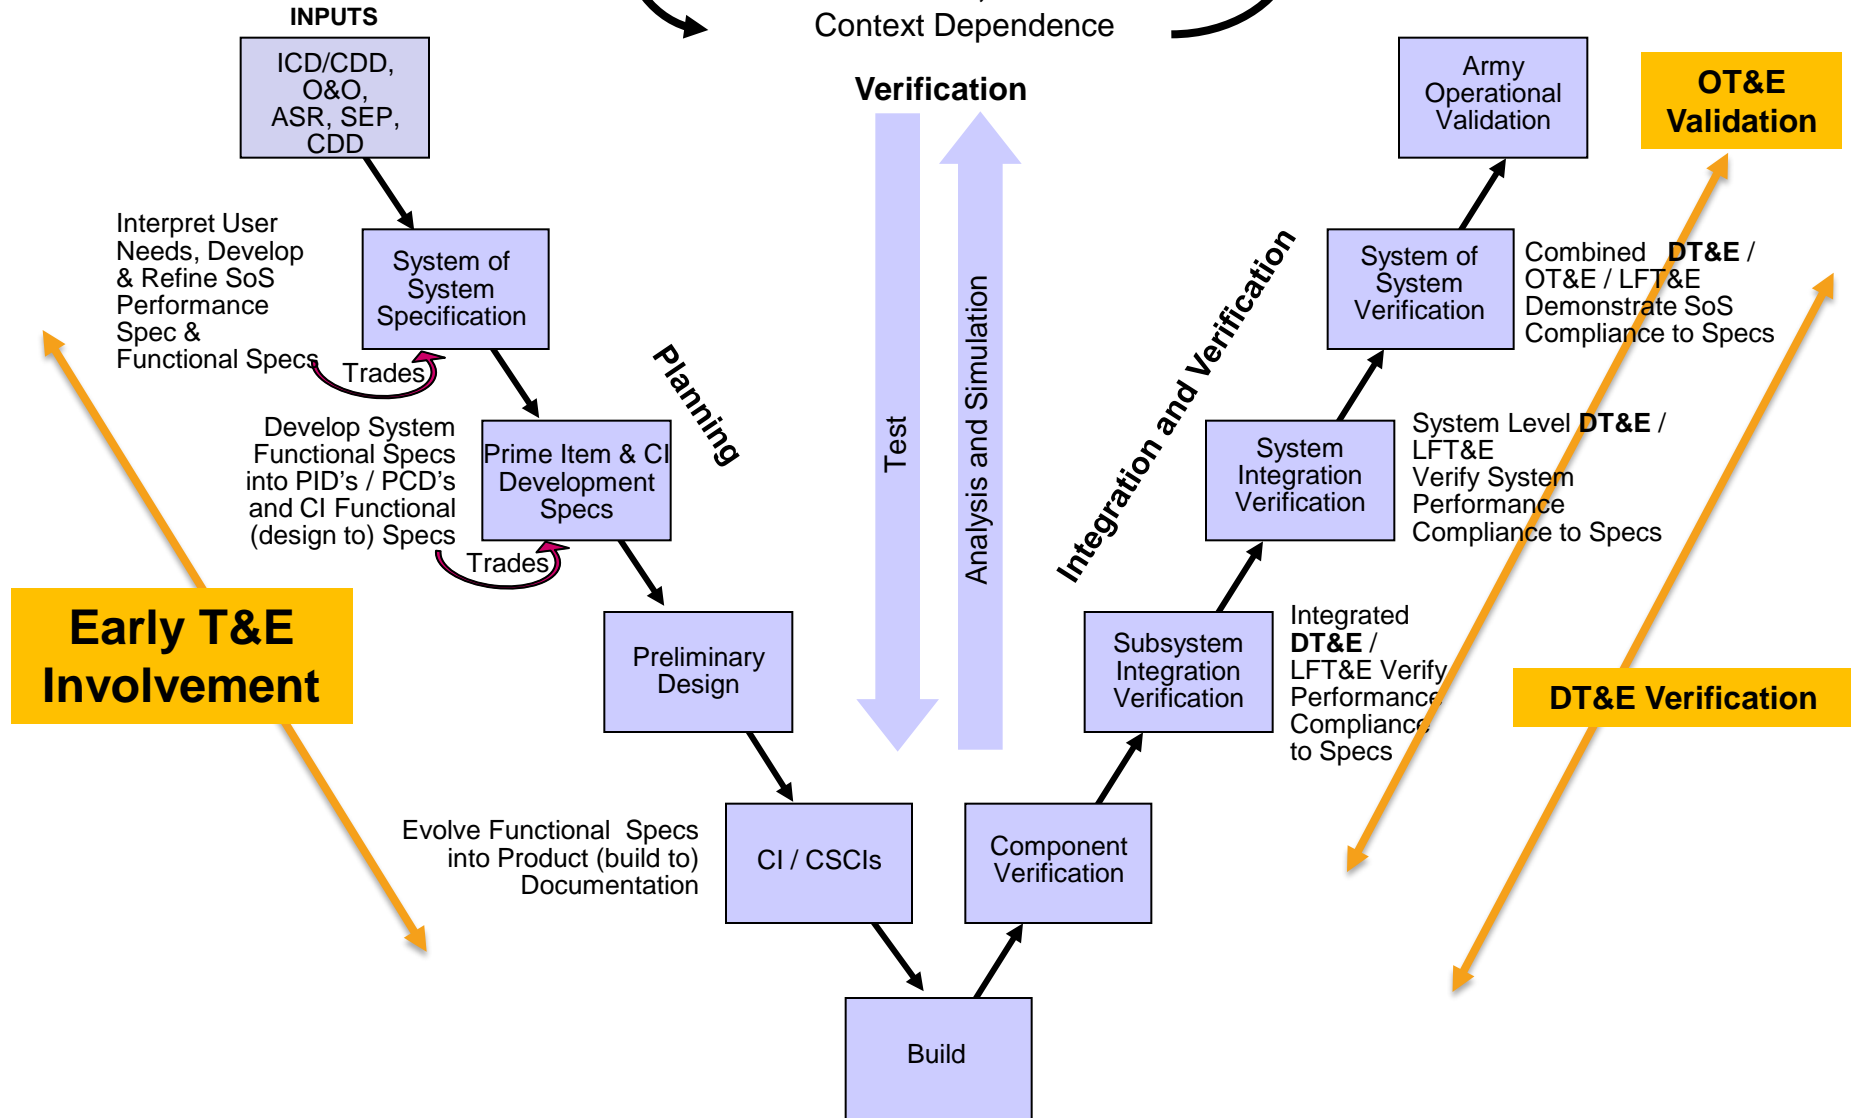 INPUTS
Context Dependence
ICD/CDD,
O&O,
ASR, SEP,
CDD
Verification
Army
Operational
Validation
OT&E
Validation
Interpret User
Needs, Develop
& Refine SoS
Performance
Spec &
Functional Specs
System of
System
Specification
Trades
Planning
Test
Analysis and Simulation
Integration and Verification
System of
System
Verification
Combined DT&E /
OT&E / LFT&E
Demonstrate SoS
Compliance to Specs
Develop System
Functional Specs
into PID's / PCD's
and CI Functional
(design to) Specs
Prime Item & CI
Development
Specs
Trades
System
Integration
Verification
System Level DT&E /
LFT&E
Verify System
Performance
Compliance to Specs
Early T&E
Involvement
Preliminary
Design
Subsystem
Integration
Verification
Integrated
DT&E /
LFT&E Verify
Performance
Compliance
to Specs
DT&E Verification
Evolve Functional Specs
into Product (build to)
Documentation
CI / CSCIs
Component
Verification
Build